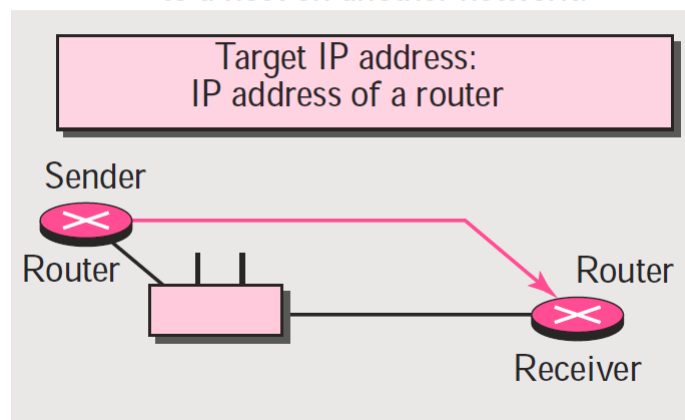 Target IP address:
IP address of a router
Sender
Router
Router
Receiver